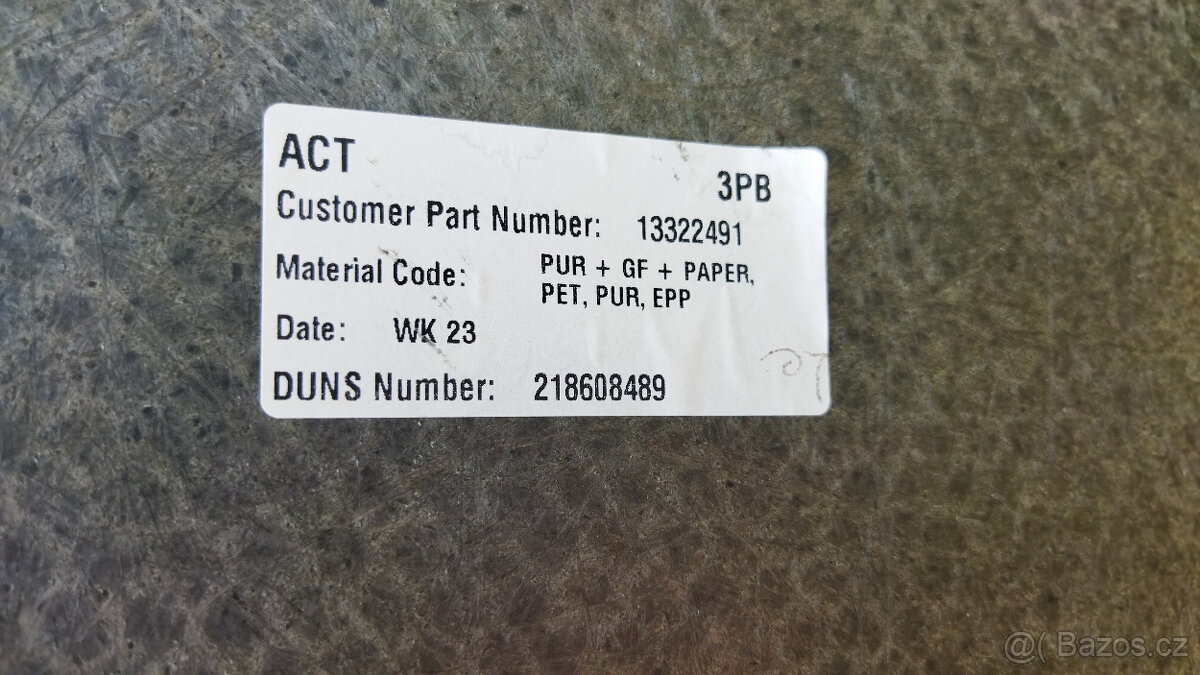 ACT
3PB
Customer Part Number: 13322491
Material Code: PUR + GF + PAPER,
PET, PUR, EPP
Date: WK 23
DUNS Number: 218608489
@( Bazos.cz